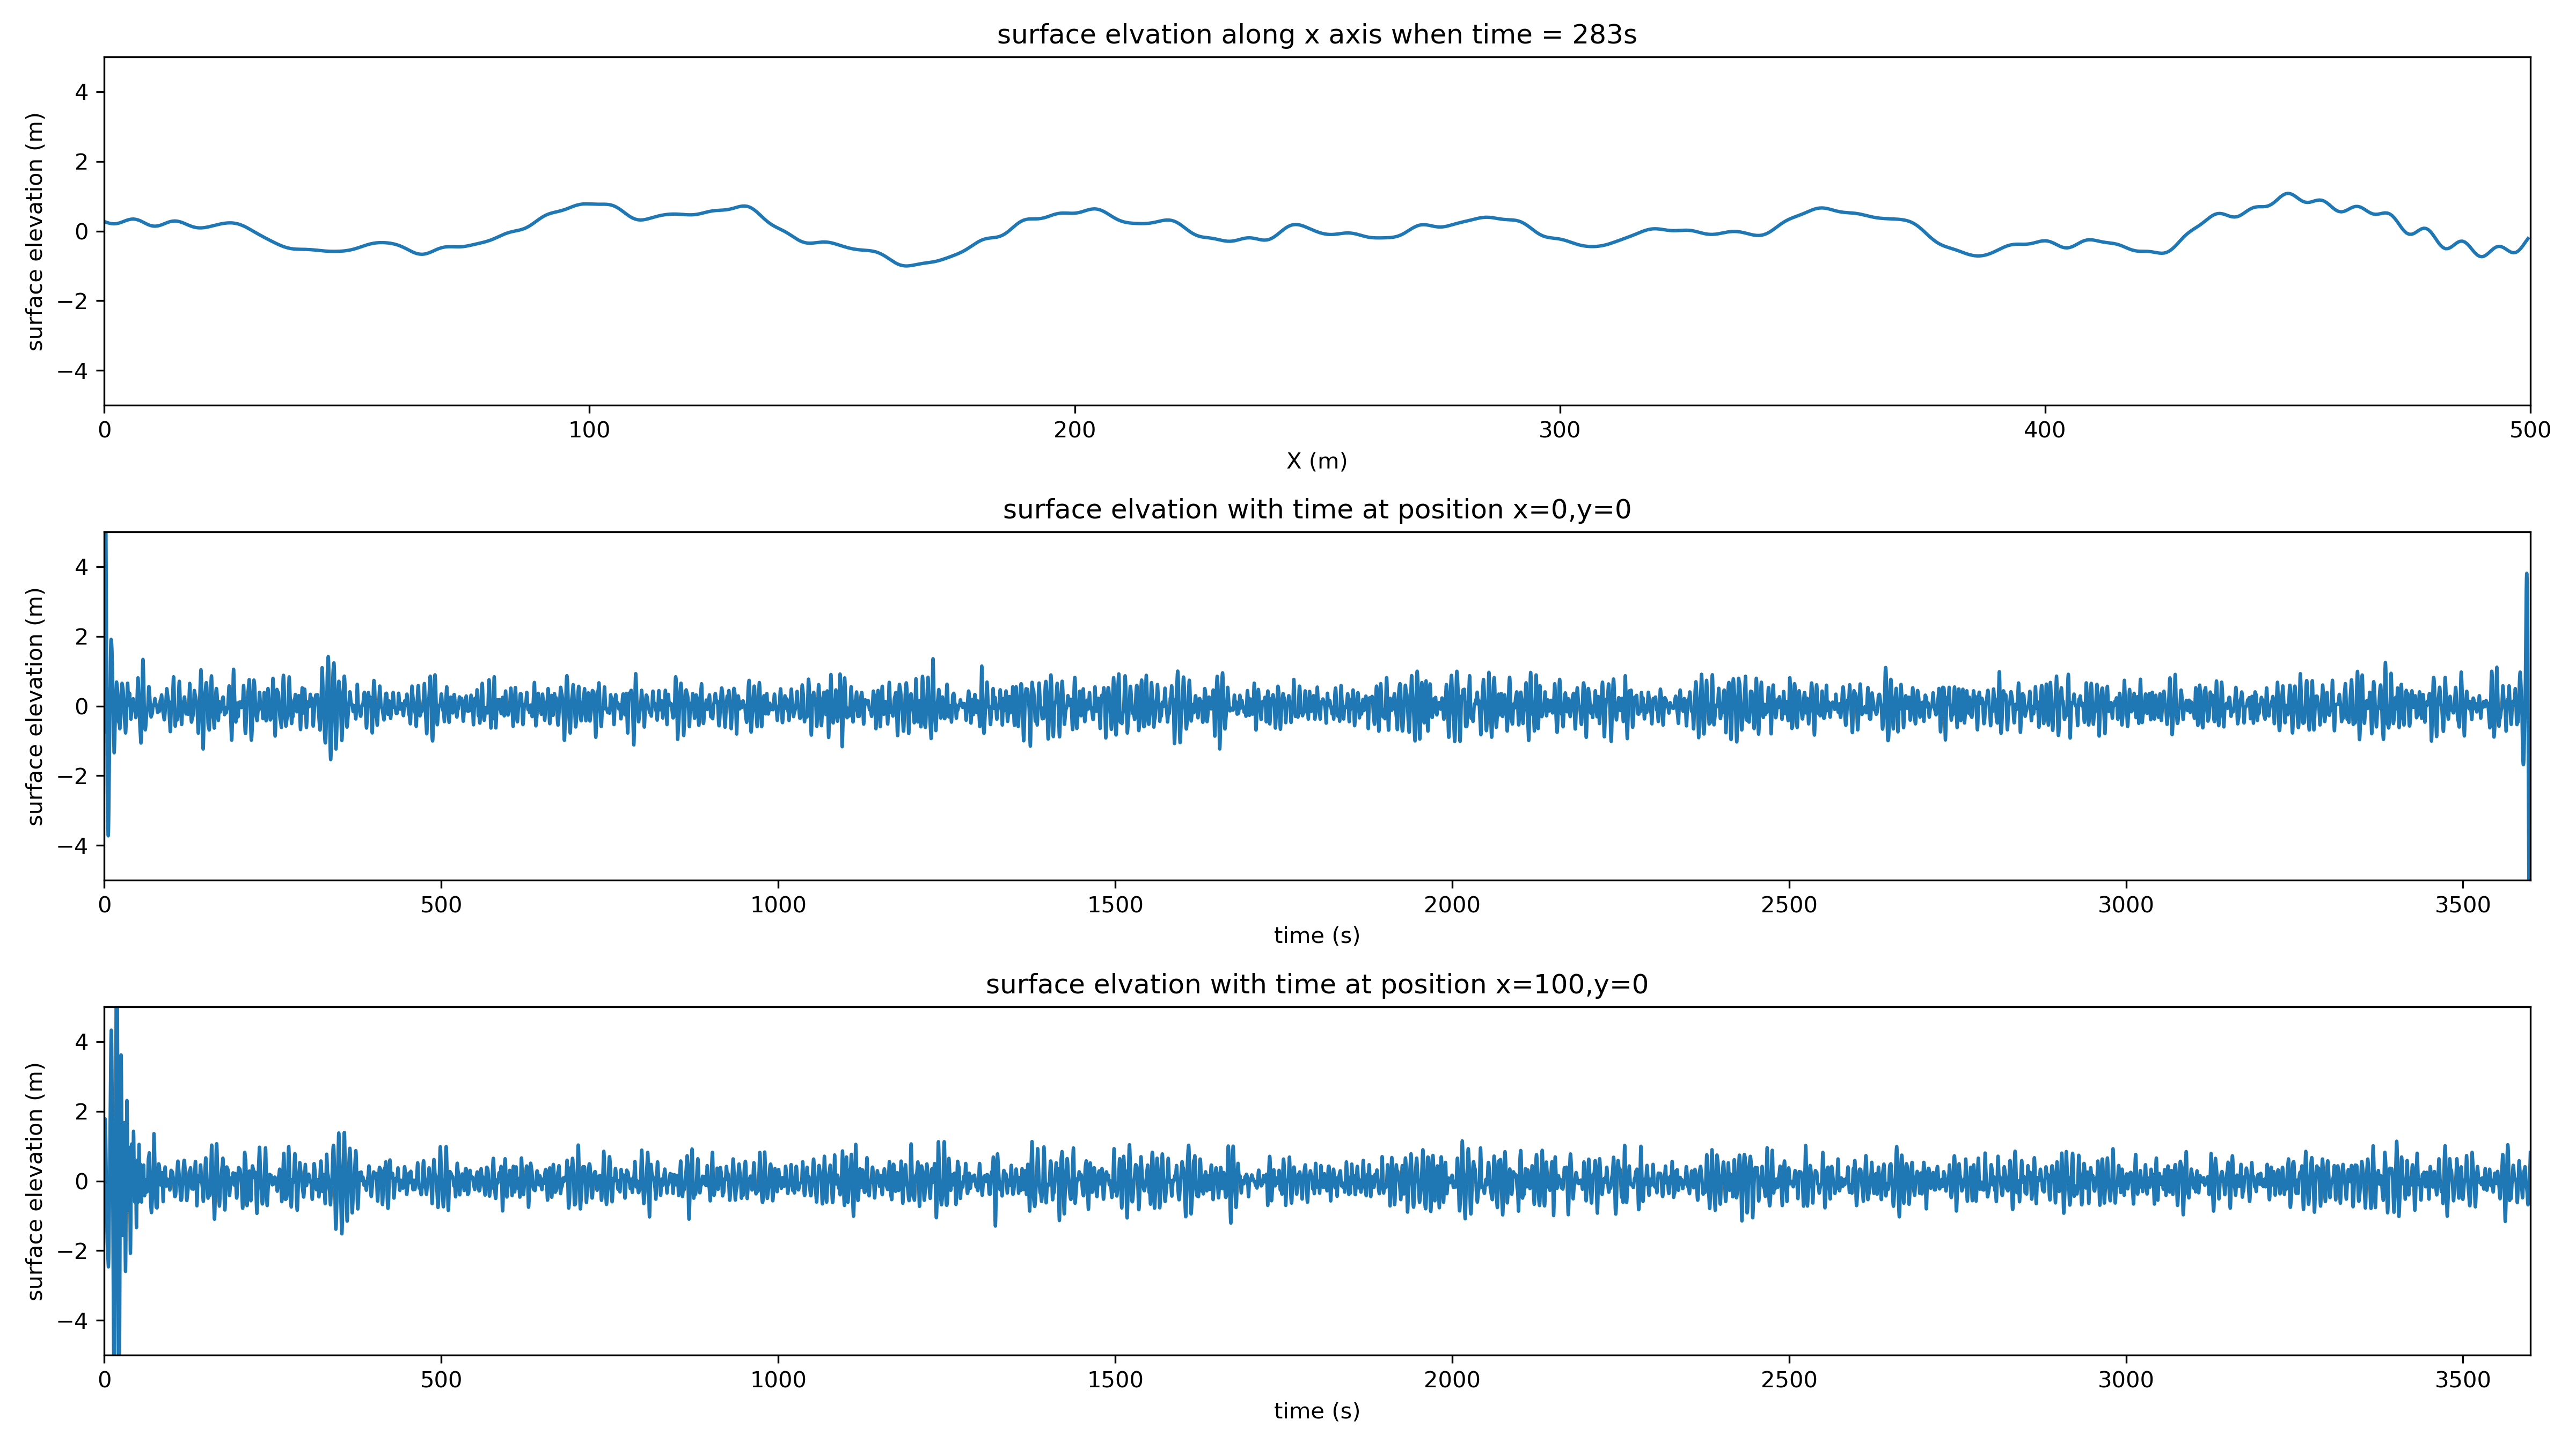 surface elvation along x axis when time = 283s
surface elevation (m)
4
2
0
−2
−4
0 100 200 300 400 500
X (m)
surface elvation with time at position x=0,y=0
surface elevation (m)
4
2
0
−2
−4
0 500 1000 1500 2000 2500 3000 3500
time (s)
surface elvation with time at position x=100,y=0
surface elevation (m)
4
2
0
−2
−4
0 500 1000 1500 2000 2500 3000 3500
time (s)